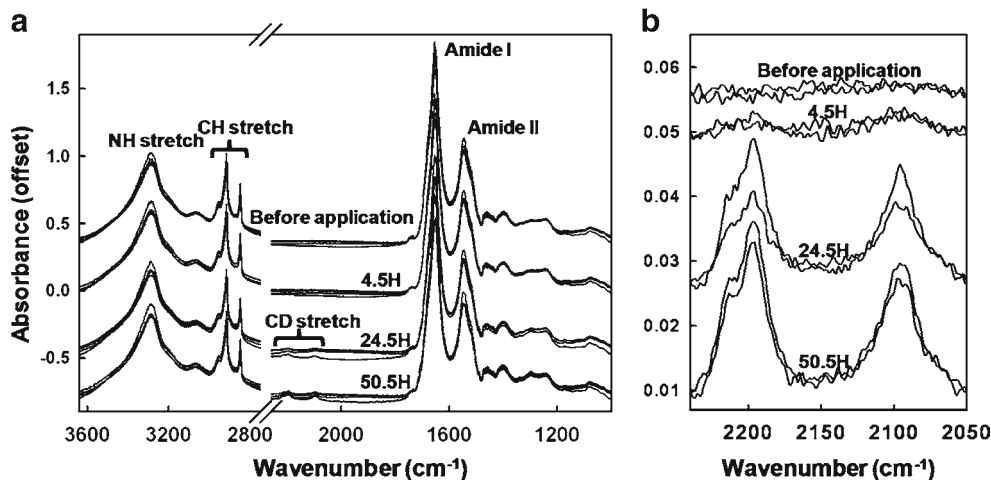 a
b
Amide I
Amide II
CH stretch
NH stretch
Before application
4.5H
CD stretch
24.5H
50.5H
1.5
1.0
0.5
0.0
-0.5
Absorbance (offset)
3600 3200 2800 2000 1600 1200
Wavenumber (cm-1)
Before application
4.5H
24.5H
50.5H
0.06
0.05
0.04
0.03
0.02
0.01
2200 2150 2100 2050
Wavenumber (cm-1)